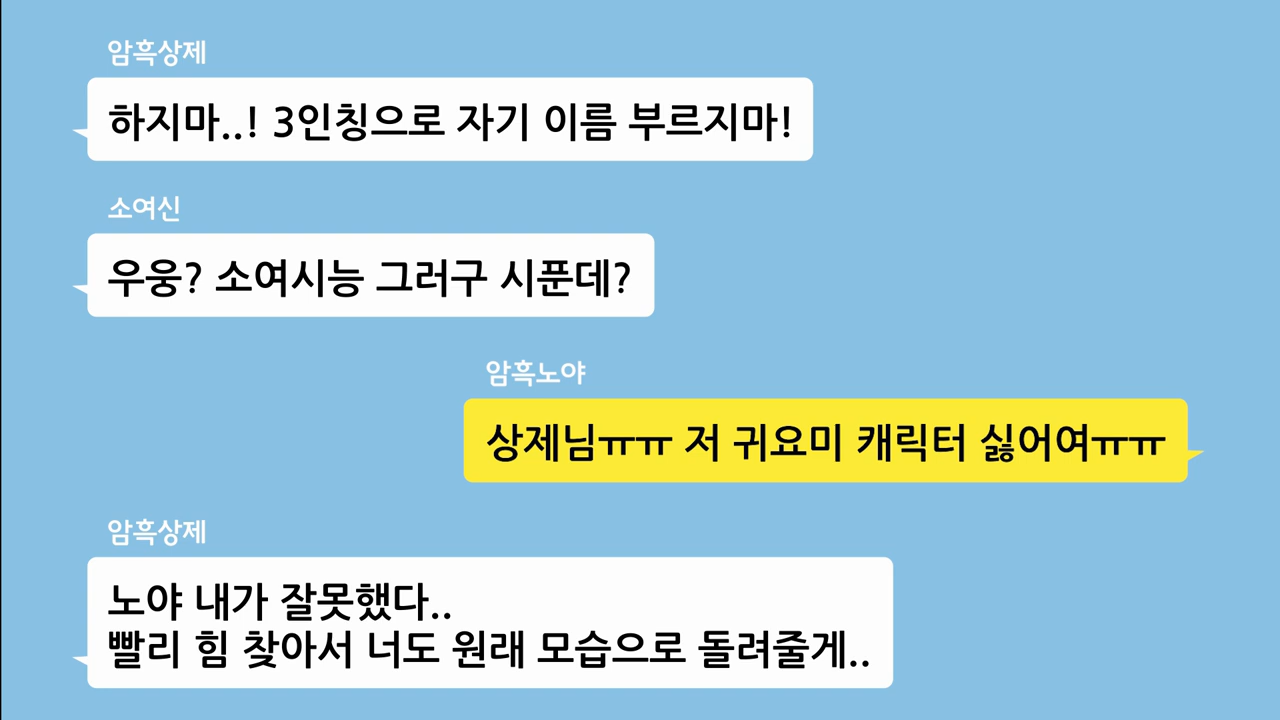 암흑상제
하지마..! 3인칭으로 자기 이름 부르지마!
소여신
우웅? 소여시능 그러구 시푼데?
암흑노야
상제님ㅠㅠ 저 귀요미 캐릭터 싫어여ㅠㅠ
암흑상제
노야 내가 잘못했다..
빨리 힘 찾아서 너도 원래 모습으로 돌려줄게..